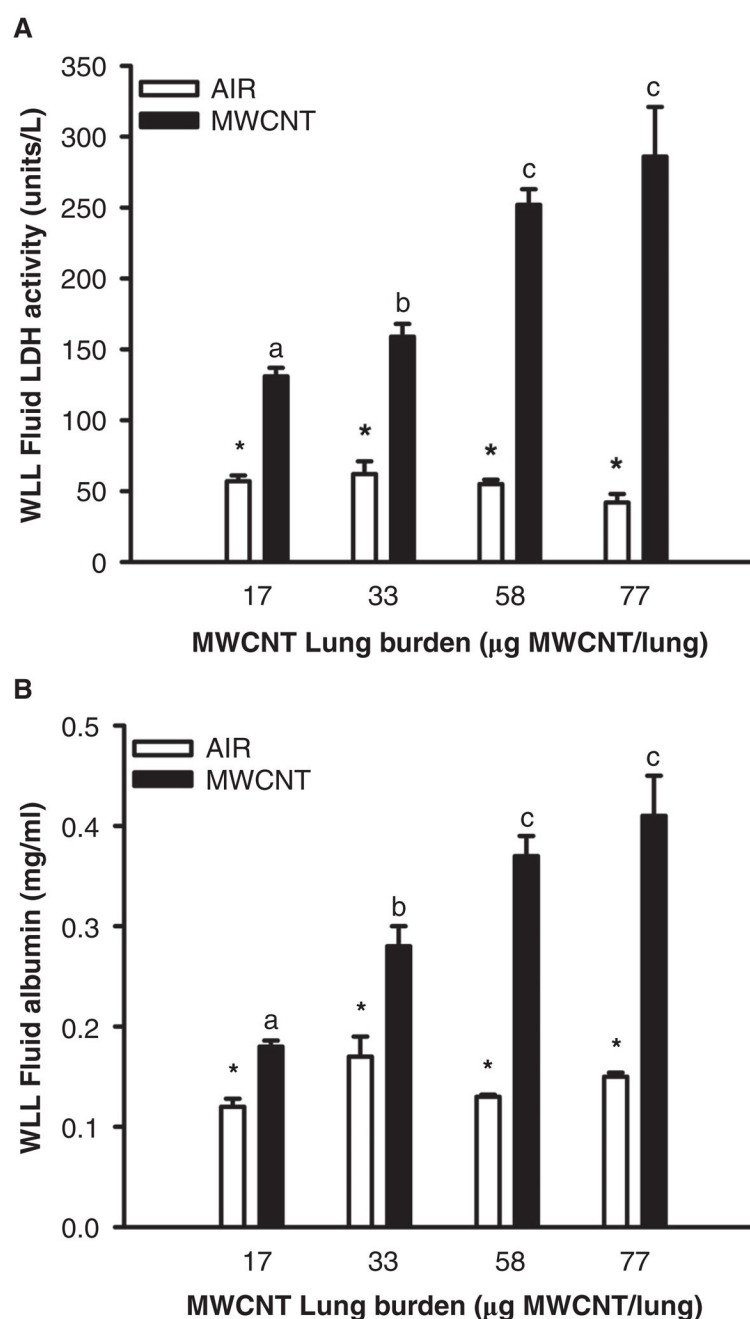 A
WLL Fluid LDH activity (units/L)
350
300
250
200
150
100
50
0
AIR
MWCNT
* a * b * c * c
17 33 58 77
MWCNT Lung burden (μg MWCNT/lung)
B
WLL Fluid albumin (mg/ml)
0.5
0.4
0.3
0.2
0.1
0.0
AIR
MWCNT
* a * b * c * c
17 33 58 77
MWCNT Lung burden (μg MWCNT/lung)